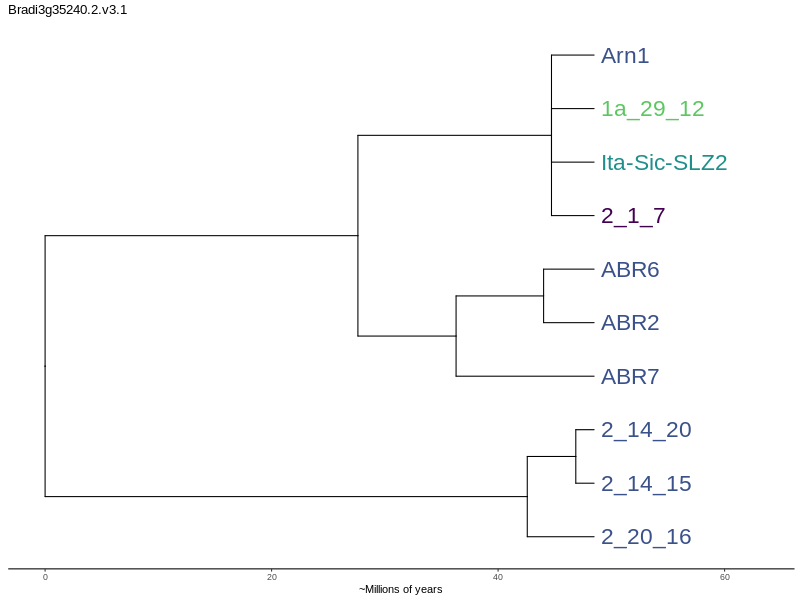 Bradi3g35240.2.v3.1
Arn1
1a_29_12
Ita-Sic-SLZ2
2_1_7
ABR6
ABR2
ABR7
2_14_20
2_14_15
2_20_16
0 20 40 60
~Millions of years